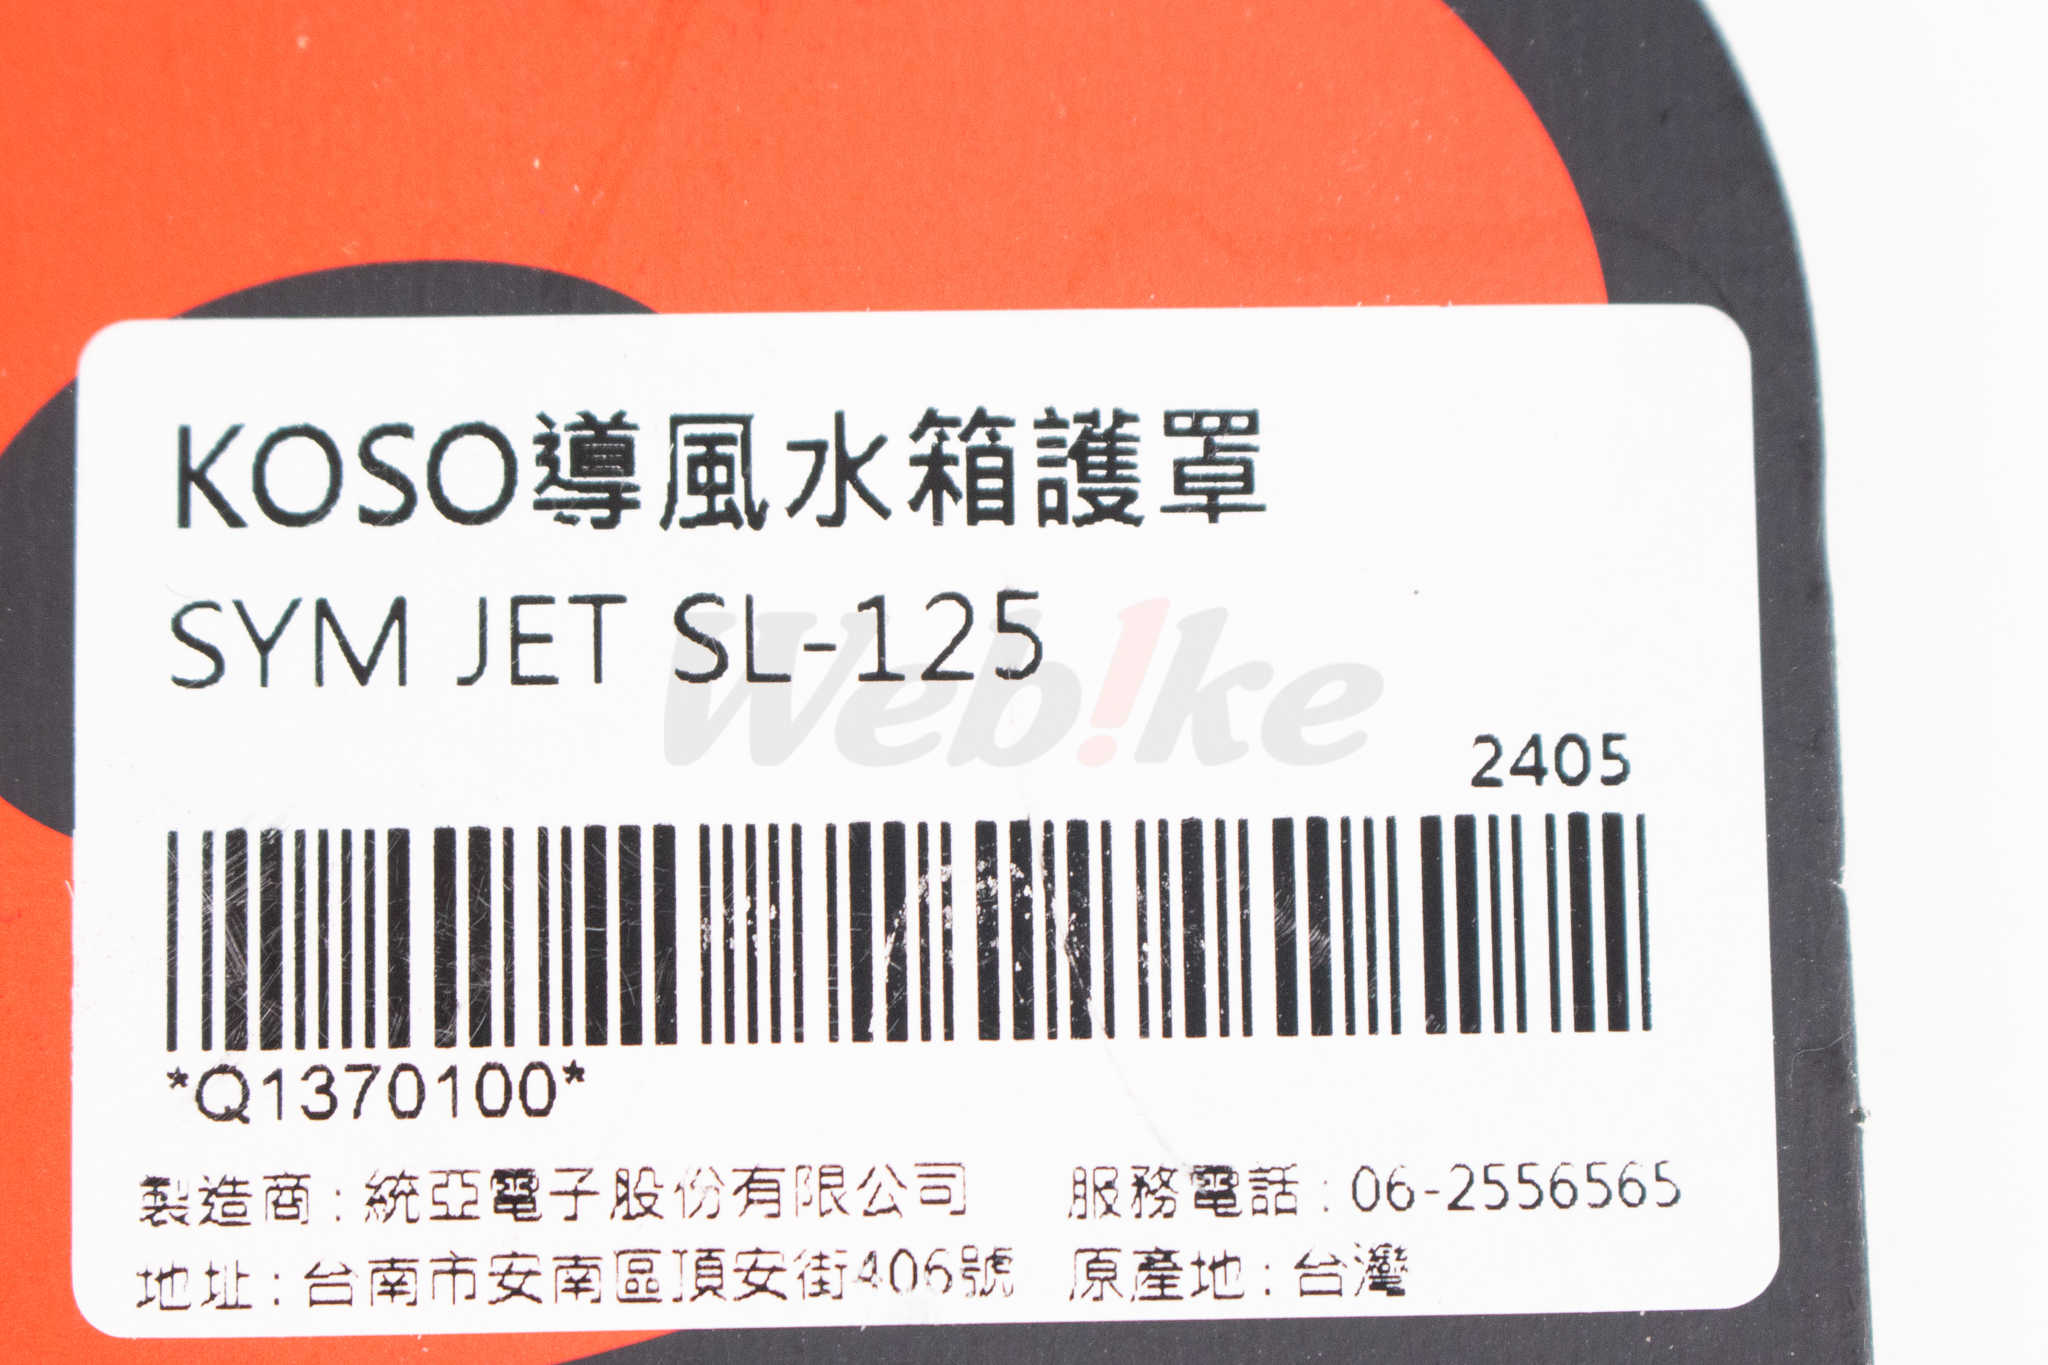 KOSO導風水箱護罩
SYM JET SL-125
Webike
2405
*Q1370100*
製造商：統亞電子股份有限公司 服務電話：06-2556565
地址：台南市安南區頂安街406號 原產地：台灣